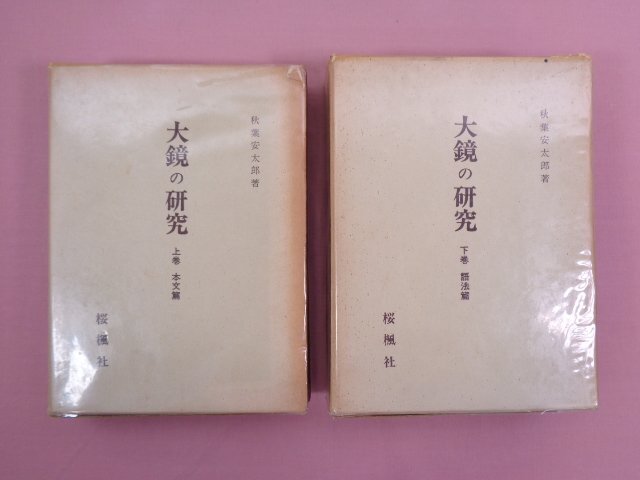 秋葉安太郎著
大鏡の研究
上巻 本文篇
桜楓社
秋葉安太郎著
大鏡の研究
下巻 語法篇
桜楓社